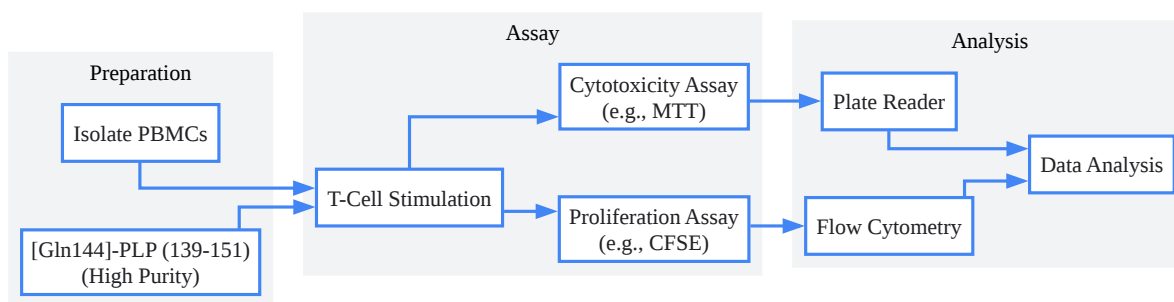 Preparation
Isolate PBMCs
[Gln144]-PLP (139-151)
(High Purity)
Assay
T-Cell Stimulation
Cytotoxicity Assay
(e.g., MTT)
Proliferation Assay
(e.g., CFSE)
Analysis
Plate Reader
Flow Cytometry
Data Analysis